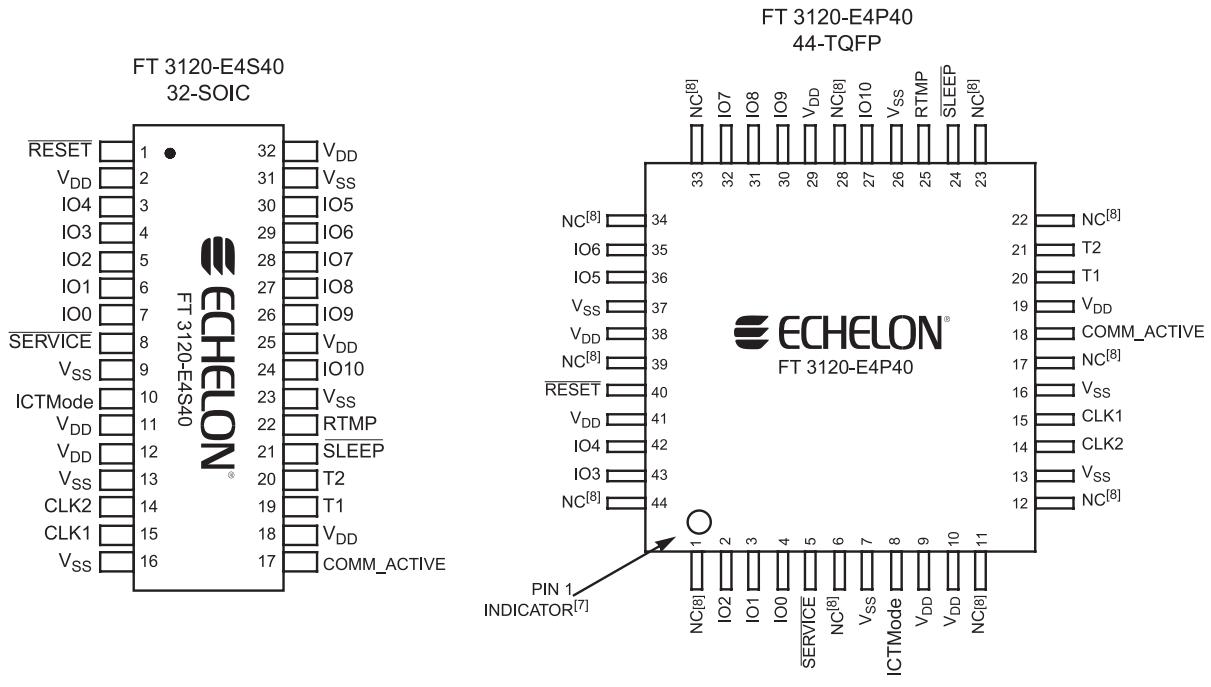 FT 3120-E4S40
32-SOIC
RESET 1 32 VDD
VDD 2 31 VSS
IO4 3 30 IO5
IO3 4 29 IO6
IO2 5 28 IO7
IO1 6 27 IO8
IO0 7 26 IO9
SERVICE 8 25 VDD
VSS 9 24 IO10
ICTMode 10 23 VSS
VDD 11 22 RTMP
VDD 12 21 SLEEP
VSS 13 20 T2
CLK2 14 19 T1
CLK1 15 18 VDD
VSS 16 17 COMM_ACTIVE
ECHELON®
FT 3120-E4S40
FT 3120-E4P40
44-TQFP
NC[8] IO7 IO8 IO9 VDD NC[8] IO10 VSS RTMP SLEEP NC[8]
33 32 31 30 29 28 27 26 25 24 23
NC[8] 34 22 NC[8]
IO6 35 21 T2
IO5 36 20 T1
VSS 37 19 VDD
VDD 38 18 COMM_ACTIVE
NC[8] 39 17 NC[8]
RESET 40 16 VSS
VDD 41 15 CLK1
IO4 42 14 CLK2
IO3 43 13 VSS
NC[8] 44 12 NC[8]
ECHELON®
FT 3120-E4P40
1 2 3 4 5 6 7 8 9 10 11
NC[8] IO2 IO1 IO0 SERVICE NC[8] VSS ICTMode VDD VDD NC[8]
PIN 1
INDICATOR[7]